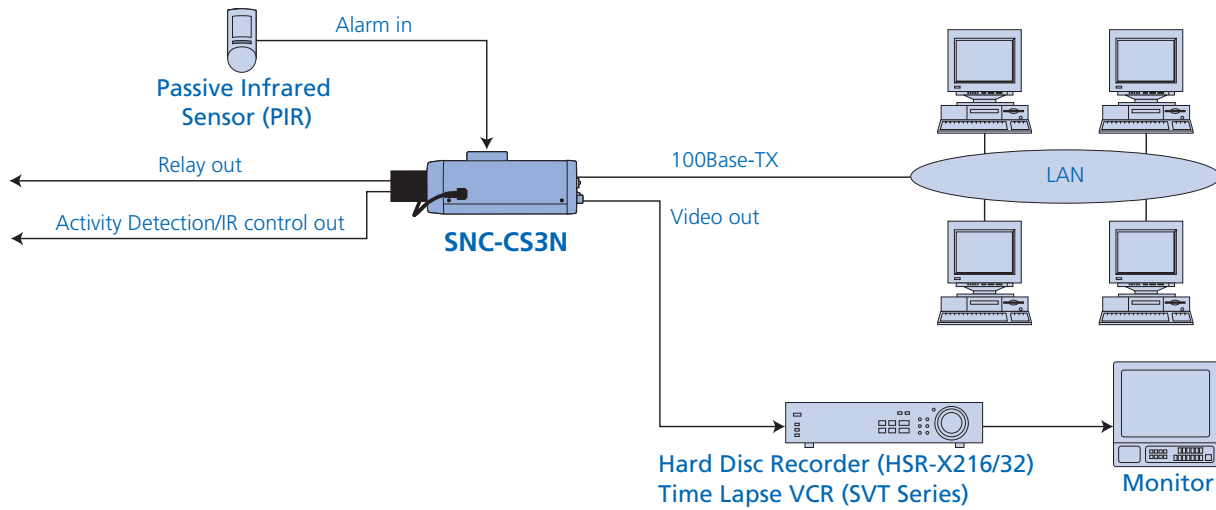 Alarm in
Passive Infrared
Sensor (PIR)
Relay out
100Base-TX
LAN
Activity Detection/IR control out
Video out
SNC-CS3N
Hard Disc Recorder (HSR-X216/32)
Time Lapse VCR (SVT Series)
Monitor